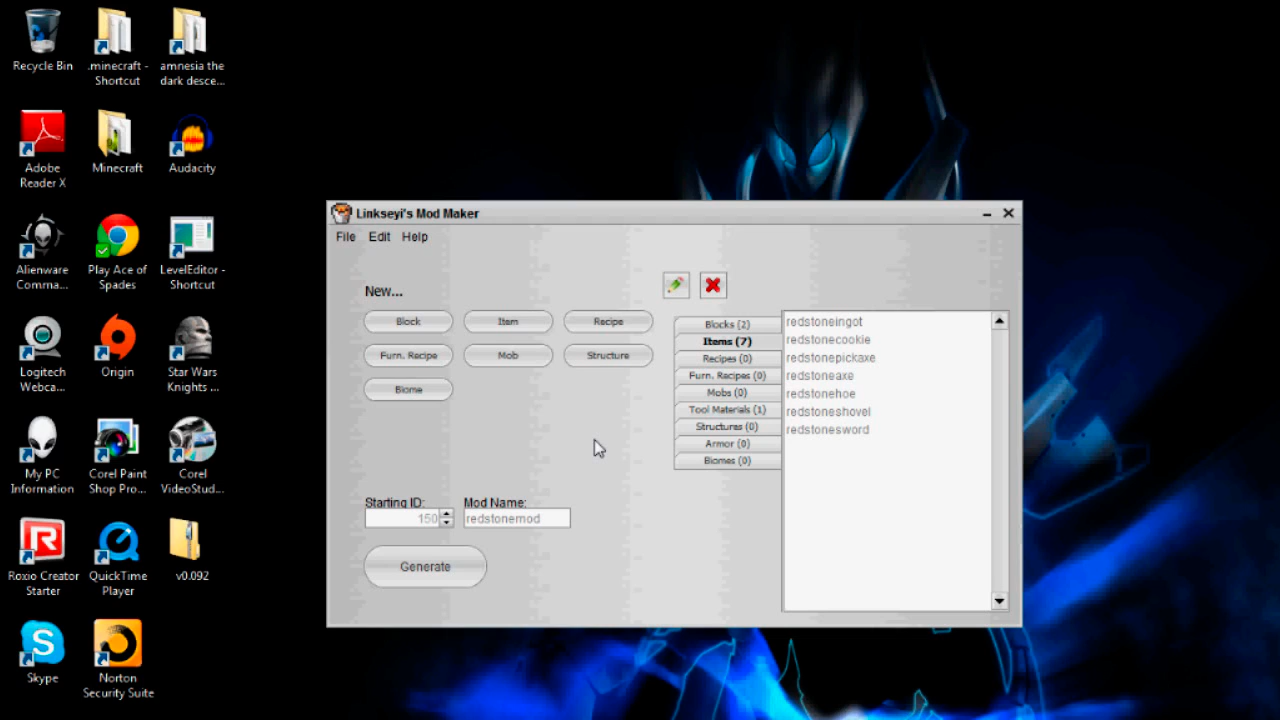 Recycle Bin
.minecraft -
Shortcut
amnesia the
dark desce...
Adobe
Reader X
Minecraft
Audacity
Alienware
Comma...
Play Ace of
Spades
LevelEditor -
Shortcut
Logitech
Webca...
Origin
Star Wars
Knights ...
My PC
Information
Corel Paint
Shop Pro...
Corel
VideoStud...
Roxio Creator
Starter
QuickTime
Player
v0.092
Skype
Norton
Security Suite
Linkseyi's Mod Maker
File Edit Help
New...
Block Item Recipe
Furn. Recipe Mob Structure
Biome
Starting ID: Mod Name:
150 redstonemod
Generate
Blocks (2)
Items (7)
Recipes (0)
Furn. Recipes (0)
Mobs (0)
Tool Materials (1)
Structures (0)
Armor (0)
Biomes (0)
redstoneingot
redstonecookie
redstonepickaxe
redstoneaxe
redstonehoe
redstoneshovel
redstonesword